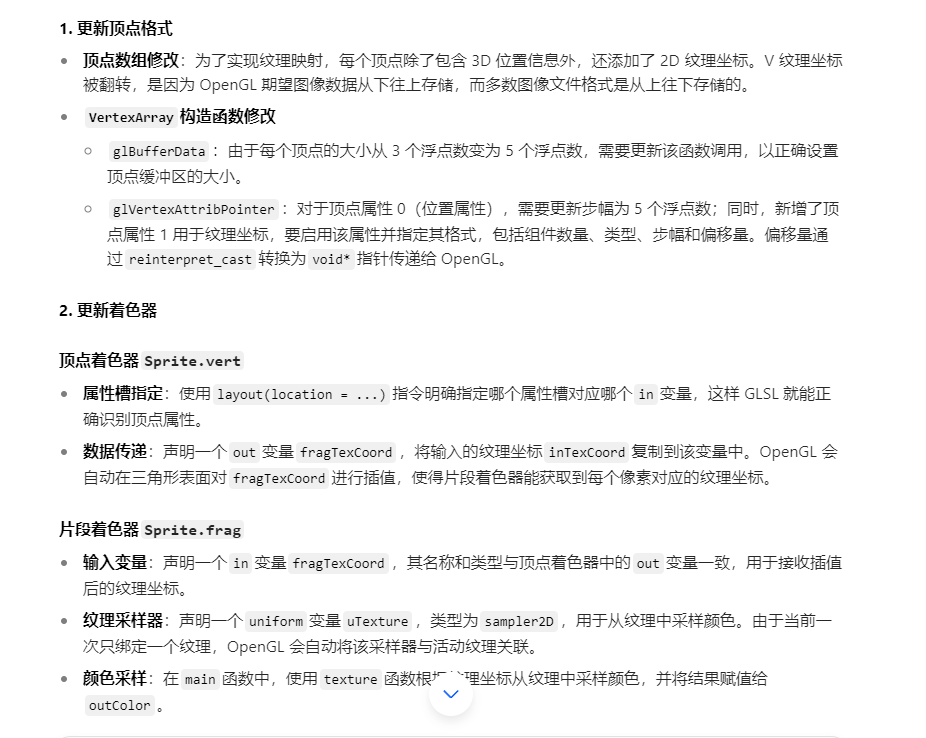 1. 更新顶点格式
顶点数组修改：为了实现纹理映射，每个顶点除了包含 3D 位置信息外，还添加了 2D 纹理坐标。V 纹理坐标
被翻转，是因为 OpenGL 期望图像数据从下往上存储，而多数图像文件格式是从上往下存储的。
VertexArray 构造函数修改
glBufferData ：由于每个顶点的大小从 3 个浮点数变为 5 个浮点数，需要更新该函数调用，以正确设置
顶点缓冲区的大小。
glVertexAttribPointer ：对于顶点属性 0（位置属性），需要更新步幅为 5 个浮点数；同时，新增了顶
点属性 1 用于纹理坐标，要启用该属性并指定其格式，包括组件数量、类型、步幅和偏移量。偏移量通
过 reinterpret_cast 转换为 void* 指针传递给 OpenGL。
2. 更新着色器
顶点着色器 Sprite.vert
属性槽指定：使用 layout(location = ...) 指令明确指定哪个属性槽对应哪个 in 变量，这样 GLSL 就能正
确识别顶点属性。
数据传递：声明一个 out 变量 fragTexCoord ，将输入的纹理坐标 inTexCoord 复制到该变量中。OpenGL 会
自动在三角形表面对 fragTexCoord 进行插值，使得片段着色器能获取到每个像素对应的纹理坐标。
片段着色器 Sprite.frag
输入变量：声明一个 in 变量 fragTexCoord ，其名称和类型与顶点着色器中的 out 变量一致，用于接收插值
后的纹理坐标。
纹理采样器：声明一个 uniform 变量 uTexture ，类型为 sampler2D ，用于从纹理中采样颜色。由于当前一
次只绑定一个纹理，OpenGL 会自动将该采样器与活动纹理关联。
颜色采样：在 main 函数中，使用 texture 函数根据纹理坐标从纹理中采样颜色，并将结果赋值给
outColor 。